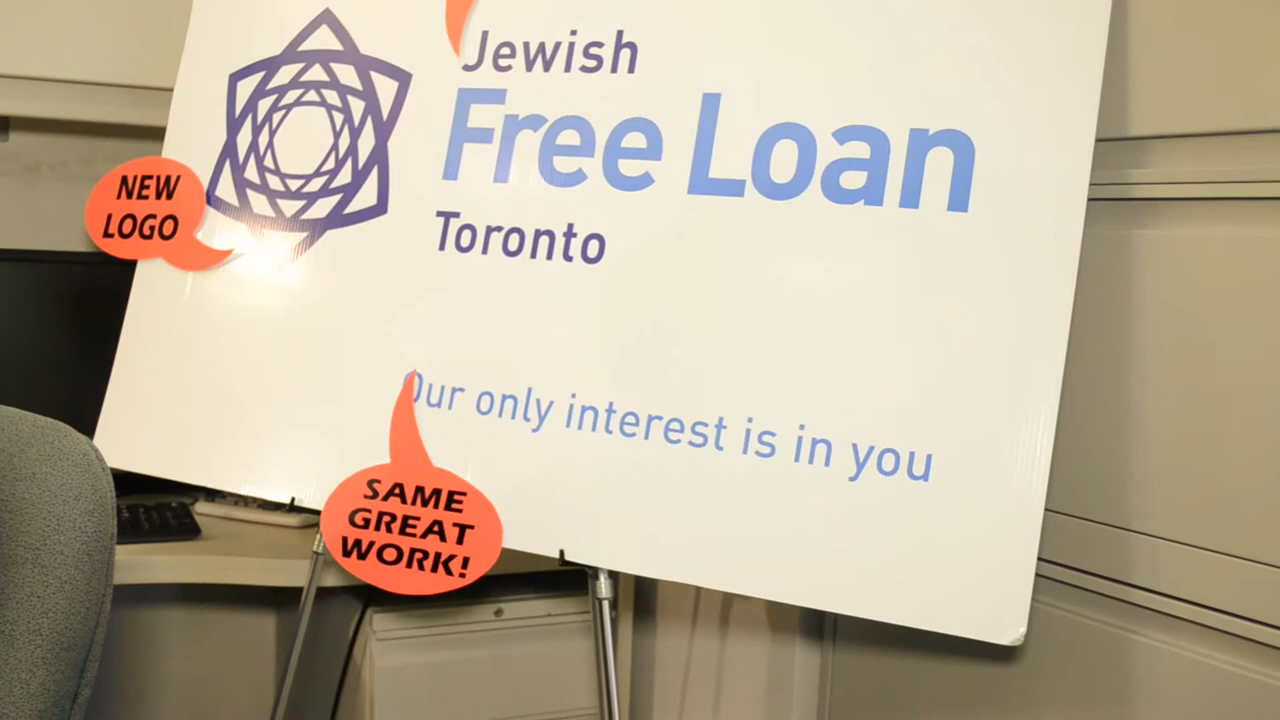 Jewish
Free Loan
Toronto
NEW
LOGO
Our only interest is in you
SAME
GREAT
WORK!